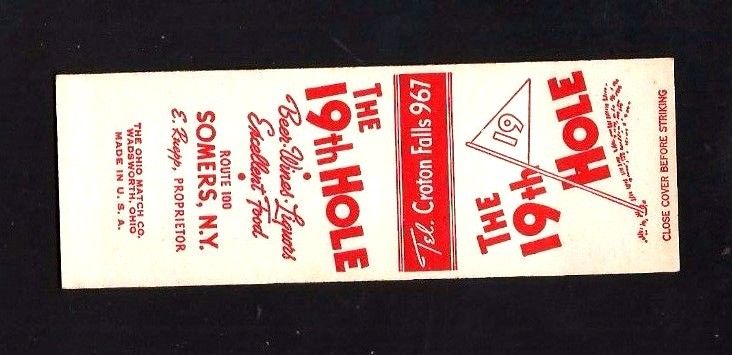 THE
19th HOLE
19
CLOSE COVER BEFORE STRIKING
Tel. Croton Falls 967
THE
19th HOLE
Beer·Wines·Liquors
Excellent Food
ROUTE 100
SOMERS, N.Y.
E. Rupp, PROPRIETOR
THE OHIO MATCH CO.
WADSWORTH, OHIO
MADE IN U. S. A.